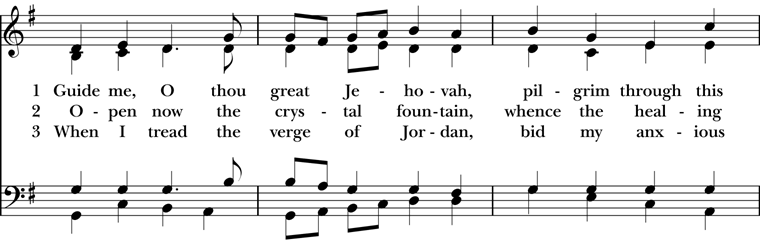 1 Guide me, O thou great Je - ho - vah, pil - grim through this
2 O - pen now the crys - tal foun - tain, whence the heal - ing
3 When I tread the verge of Jor - dan, bid my anx - ious